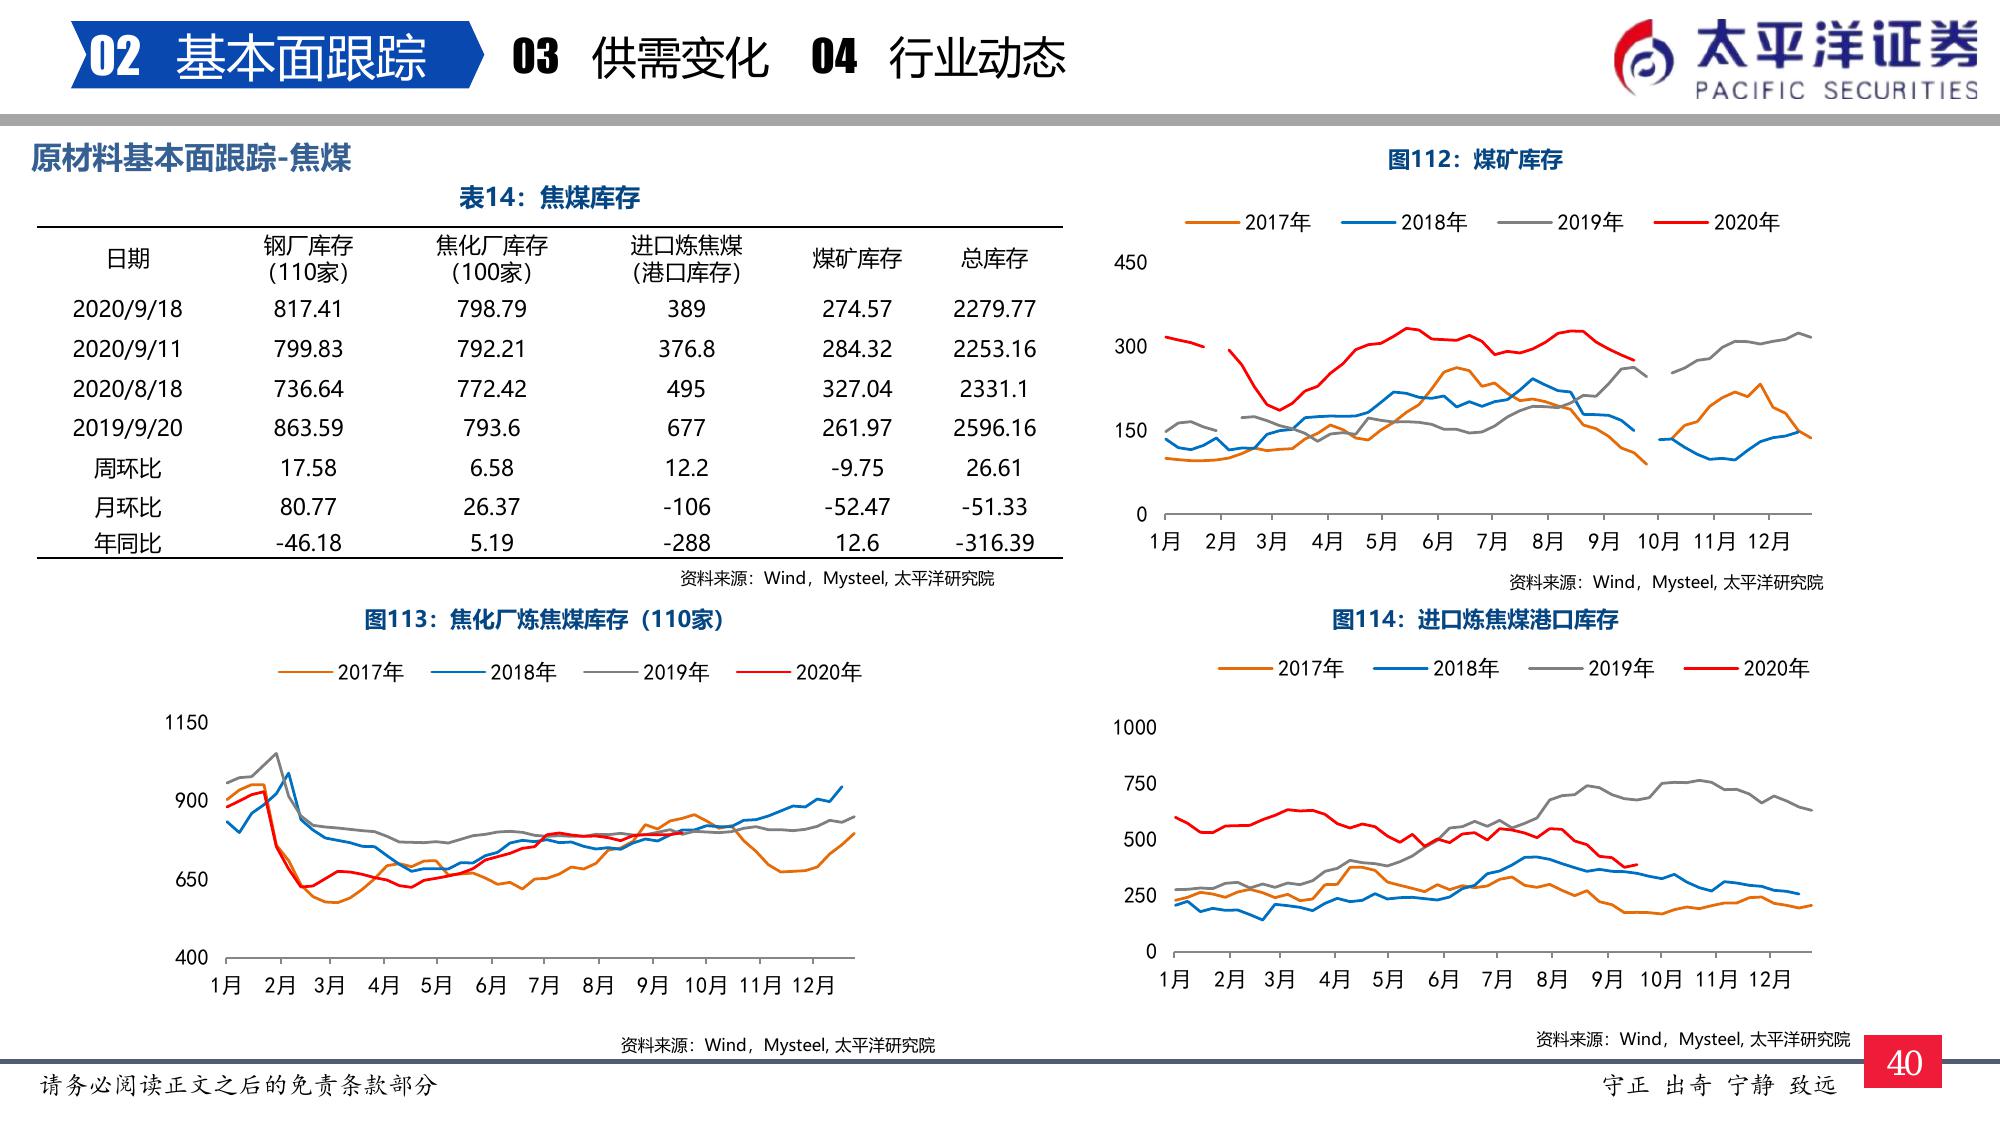 02 基本面跟踪 03 供需变化 04 行业动态
太平洋证券
PACIFIC SECURITIES
原材料基本面跟踪-焦煤
表14：焦煤库存
日期 钢厂库存（110家） 焦化厂库存（100家） 进口炼焦煤（港口库存） 煤矿库存 总库存
2020/9/18 817.41 798.79 389 274.57 2279.77
2020/9/11 799.83 792.21 376.8 284.32 2253.16
2020/8/18 736.64 772.42 495 327.04 2331.1
2019/9/20 863.59 793.6 677 261.97 2596.16
周环比 17.58 6.58 12.2 -9.75 26.61
月环比 80.77 26.37 -106 -52.47 -51.33
年同比 -46.18 5.19 -288 12.6 -316.39
资料来源：Wind，Mysteel, 太平洋研究院
图112：煤矿库存
2017年 2018年 2019年 2020年
450
300
150
0
1月 2月 3月 4月 5月 6月 7月 8月 9月 10月 11月 12月
资料来源：Wind，Mysteel, 太平洋研究院
图113：焦化厂炼焦煤库存（110家）
2017年 2018年 2019年 2020年
1150
900
650
400
1月 2月 3月 4月 5月 6月 7月 8月 9月 10月 11月 12月
资料来源：Wind，Mysteel, 太平洋研究院
图114：进口炼焦煤港口库存
2017年 2018年 2019年 2020年
1000
750
500
250
0
1月 2月 3月 4月 5月 6月 7月 8月 9月 10月 11月 12月
资料来源：Wind，Mysteel, 太平洋研究院
请务必阅读正文之后的免责条款部分
守正 出奇 宁静 致远
40